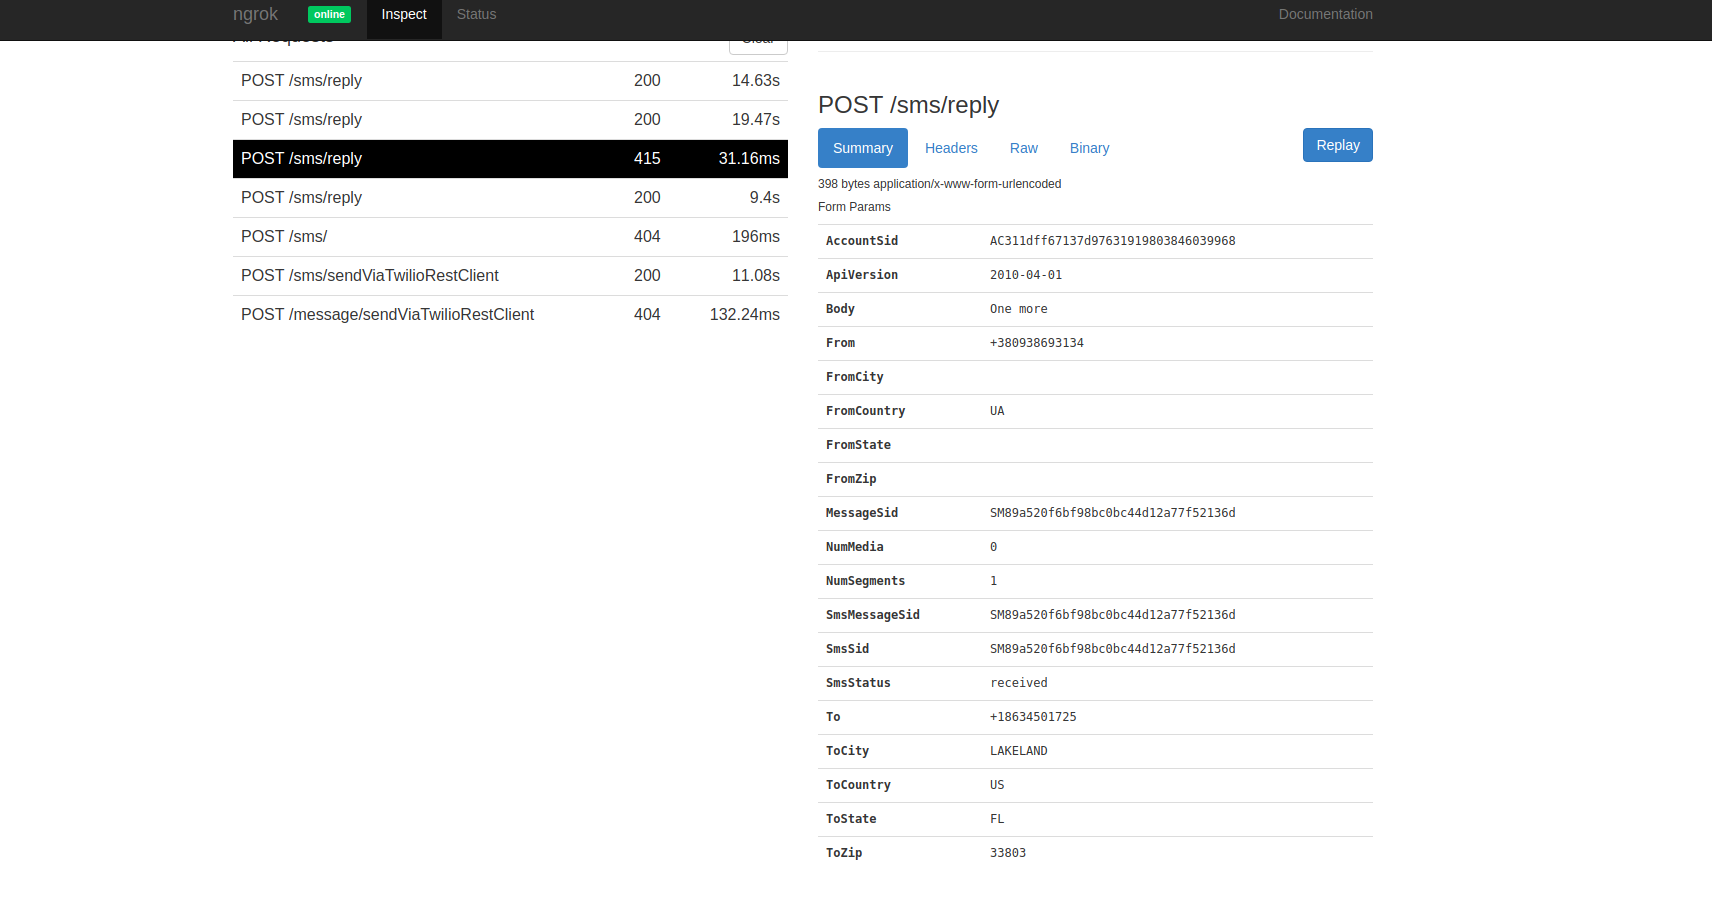 ngrok online Inspect Status Documentation
All Requests Clear
POST /sms/reply 200 14.63s
POST /sms/reply 200 19.47s
POST /sms/reply 415 31.16ms
POST /sms/reply 200 9.4s
POST /sms/ 404 196ms
POST /sms/sendViaTwilioRestClient 200 11.08s
POST /message/sendViaTwilioRestClient 404 132.24ms
POST /sms/reply
Summary Headers Raw Binary Replay
398 bytes application/x-www-form-urlencoded
Form Params
AccountSid AC311dff67137d97631919803846039968
ApiVersion 2010-04-01
Body One more
From +380938693134
FromCity
FromCountry UA
FromState
FromZip
MessageSid SM89a520f6bf98bc0bc44d12a77f52136d
NumMedia 0
NumSegments 1
SmsMessageSid SM89a520f6bf98bc0bc44d12a77f52136d
SmsSid SM89a520f6bf98bc0bc44d12a77f52136d
SmsStatus received
To +18634501725
ToCity LAKELAND
ToCountry US
ToState FL
ToZip 33803